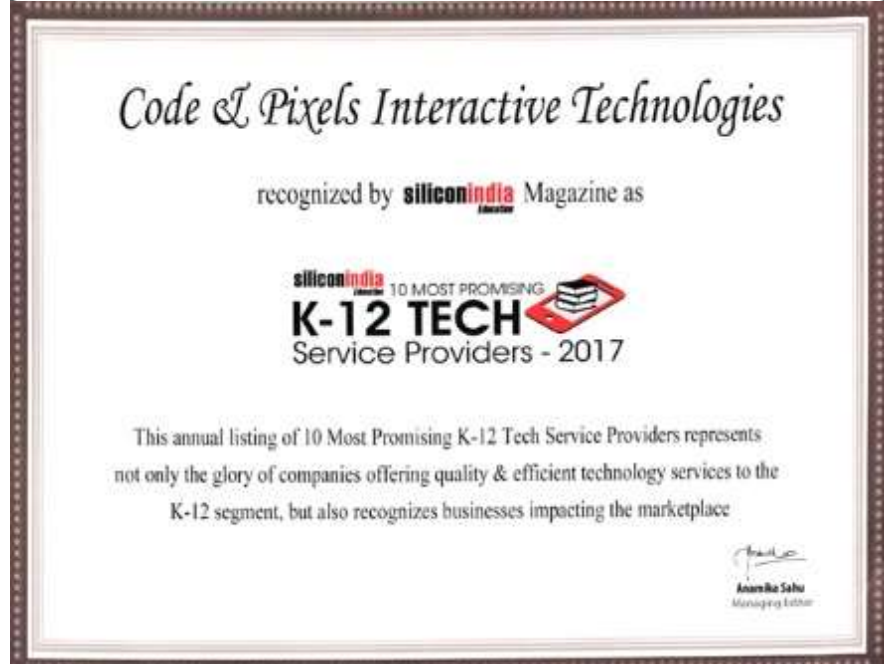 Code & Pixels Interactive Technologies
recognized by siliconindia Magazine as
Education
siliconindia 10 MOST PROMISING
Education
K-12 TECH
Service Providers - 2017
This annual listing of 10 Most Promising K-12 Tech Service Providers represents
not only the glory of companies offering quality & efficient technology services to the
K-12 segment, but also recognizes businesses impacting the marketplace
Anamika Sahu
Managing Editor